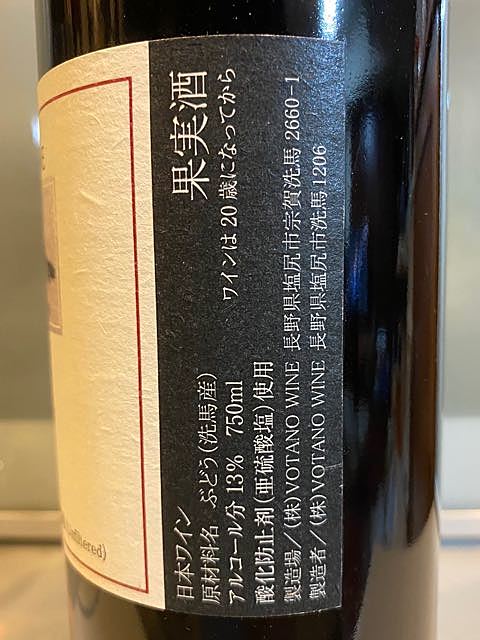 果実酒
日本ワイン
原材料名 ぶどう(洗馬産)
アルコール分 13% 750ml
ワインは20歳になってから
酸化防止剤(亜硫酸塩)使用
製造場/(株)VOTANO WINE 長野県塩尻市宗賀洗馬 2660-1
製造者/(株)VOTANO WINE 長野県塩尻市洗馬 1206